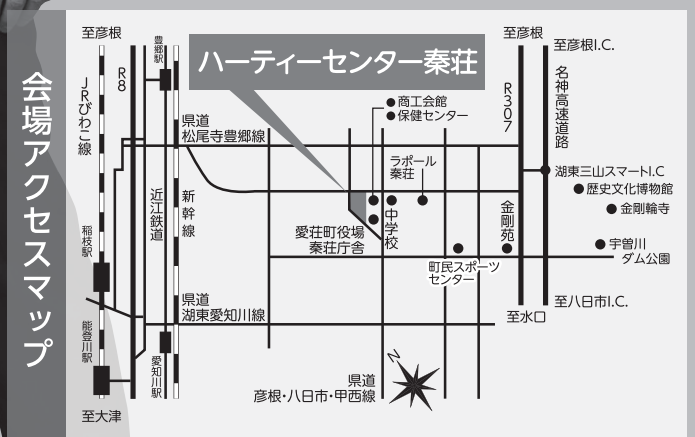 会場アクセスマップ
至彦根
JRびわこ線
R8
豊郷駅
ハーティーセンター秦荘
至彦根
至彦根I.C.
R307
名神高速道路
県道
松尾寺豊郷線
商工会館
保健センター
ラポール
秦荘
湖東三山スマートI.C
歴史文化博物館
金剛輪寺
宇曽川
ダム公園
近江鉄道
新幹線
愛荘町役場
秦荘庁舎
中学校
金剛苑
町民スポーツ
センター
稲枝駅
県道
湖東愛知川線
至八日市I.C.
至水口
能登川駅
愛知川駅
N
県道
彦根・八日市・甲西線
至大津